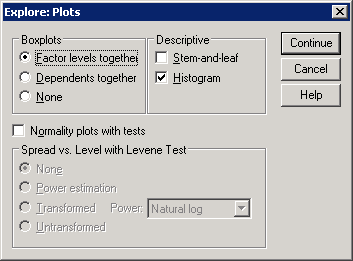 Explore: Plots
Boxplots
Factor levels together
Dependents together
None
Descriptive
Stem-and-leaf
Histogram
Continue
Cancel
Help
Normality plots with tests
Spread vs. Level with Levene Test
None
Power estimation
Transformed Power: Natural log
Untransformed